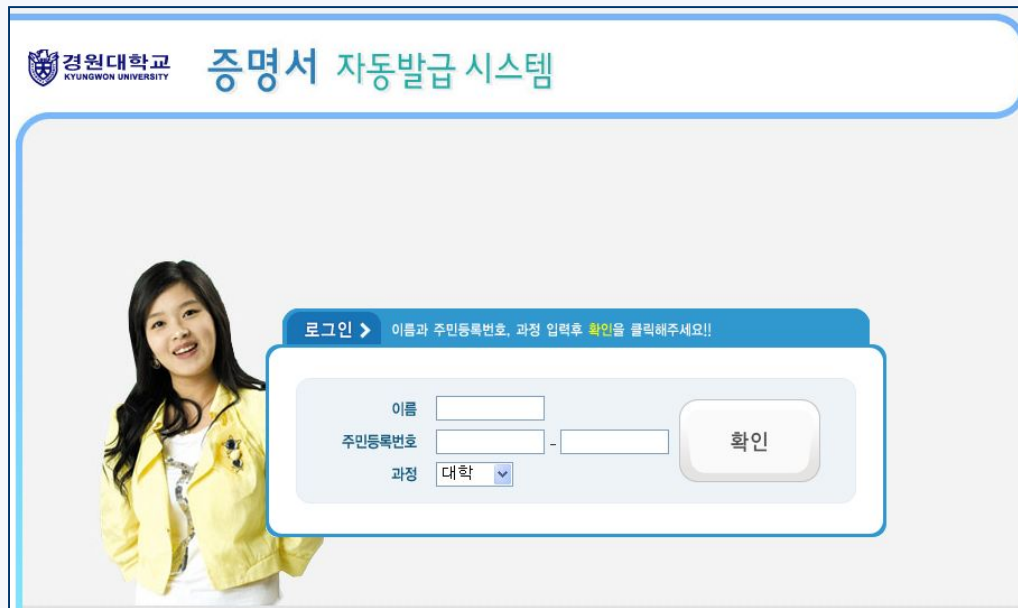 경원대학교
KYUNGWON UNIVERSITY
증명서 자동발급 시스템
로그인 이름과 주민등록번호, 과정 입력후 확인을 클릭해주세요!!
이름
주민등록번호 -
과정 대학
확인